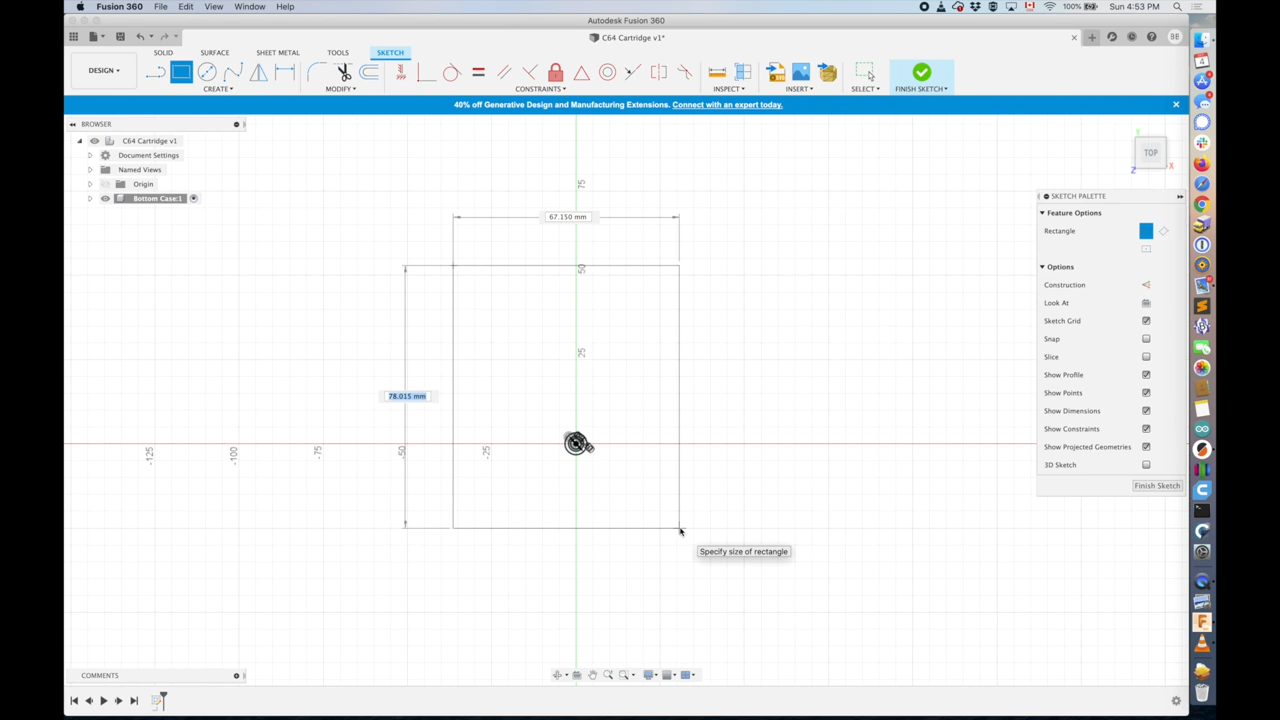 Fusion 360 File Edit View Window Help
100% Sun 4:53 PM
Autodesk Fusion 360
C64 Cartridge v1*
BE
DESIGN
SOLID SURFACE SHEET METAL TOOLS SKETCH
CREATE MODIFY CONSTRAINTS INSPECT INSERT SELECT FINISH SKETCH
40% off Generative Design and Manufacturing Extensions. Connect with an expert today.
BROWSER
C64 Cartridge v1
Document Settings
Named Views
Origin
Bottom Case:1
TOP
Y
X
Z
75
67.150 mm
50
25
78.015 mm
-125 -100 -75 -50 -25
Specify size of rectangle
SKETCH PALETTE
Feature Options
Rectangle
Options
Construction
Look At
Sketch Grid
Snap
Slice
Show Profile
Show Points
Show Dimensions
Show Constraints
Show Projected Geometries
3D Sketch
Finish Sketch
COMMENTS